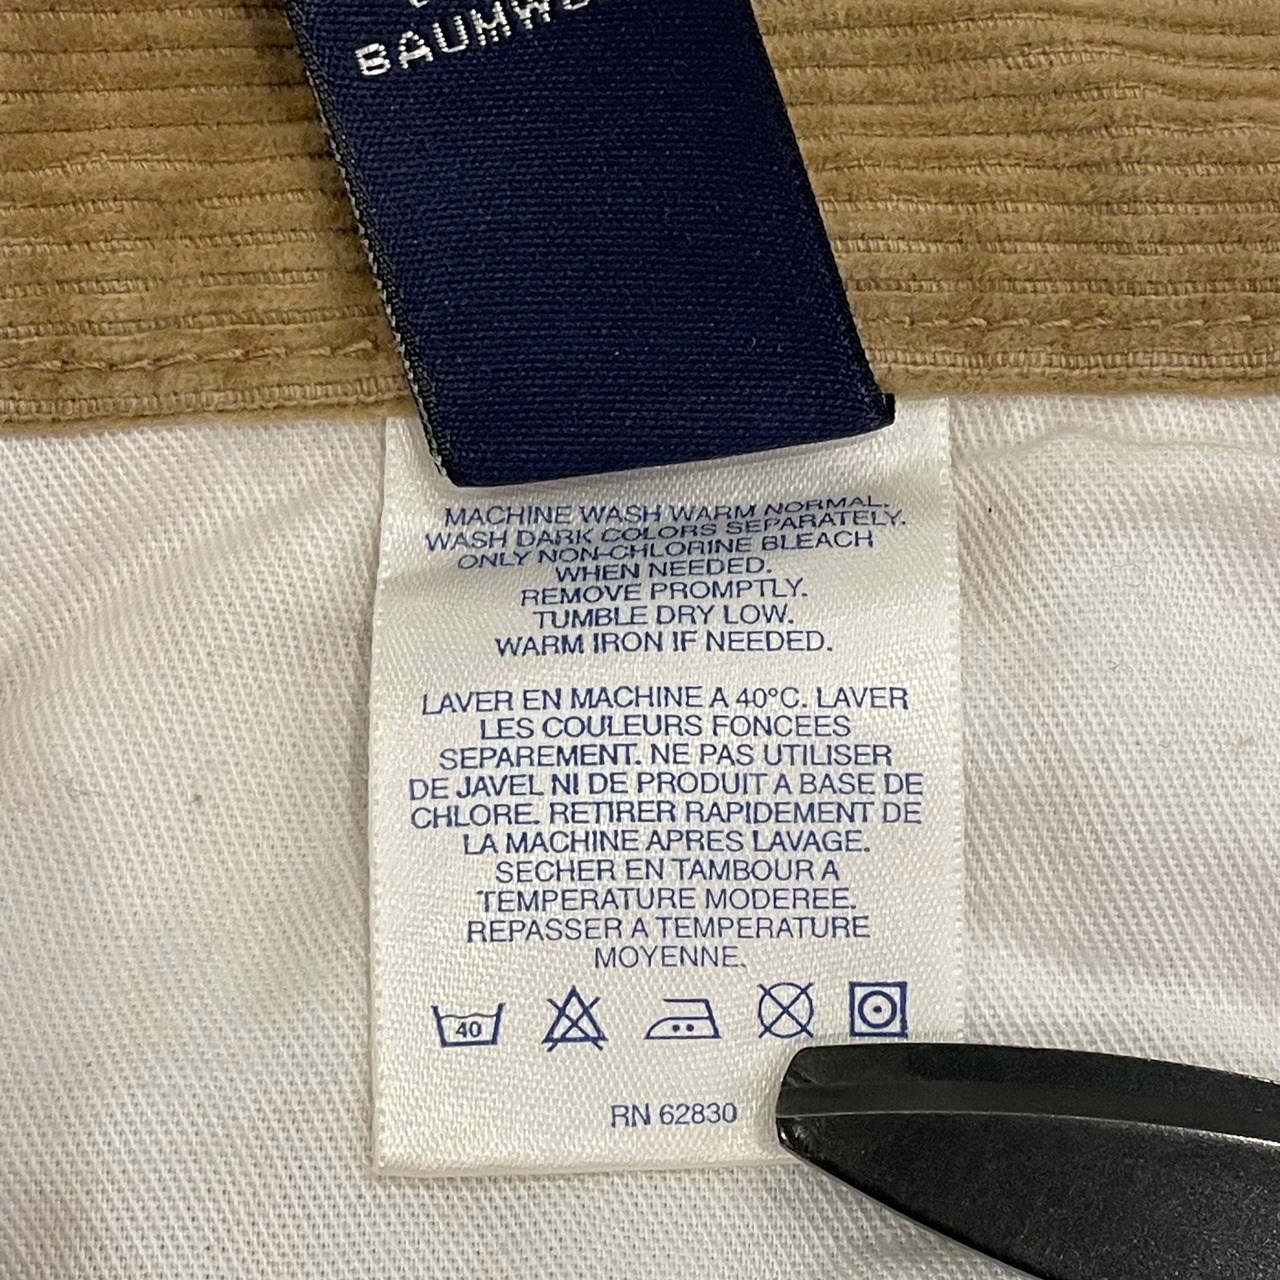 MACHINE WASH WARM NORMAL.
WASH DARK COLORS SEPARATELY.
ONLY NON-CHLORINE BLEACH
WHEN NEEDED.
REMOVE PROMPTLY.
TUMBLE DRY LOW.
WARM IRON IF NEEDED.
LAVER EN MACHINE A 40°C. LAVER
LES COULEURS FONCEES
SEPAREMENT. NE PAS UTILISER
DE JAVEL NI DE PRODUIT A BASE DE
CHLORE. RETIRER RAPIDEMENT DE
LA MACHINE APRES LAVAGE.
SECHER EN TAMBOUR A
TEMPERATURE MODEREE.
REPASSER A TEMPERATURE
MOYENNE.
40
RN 62830